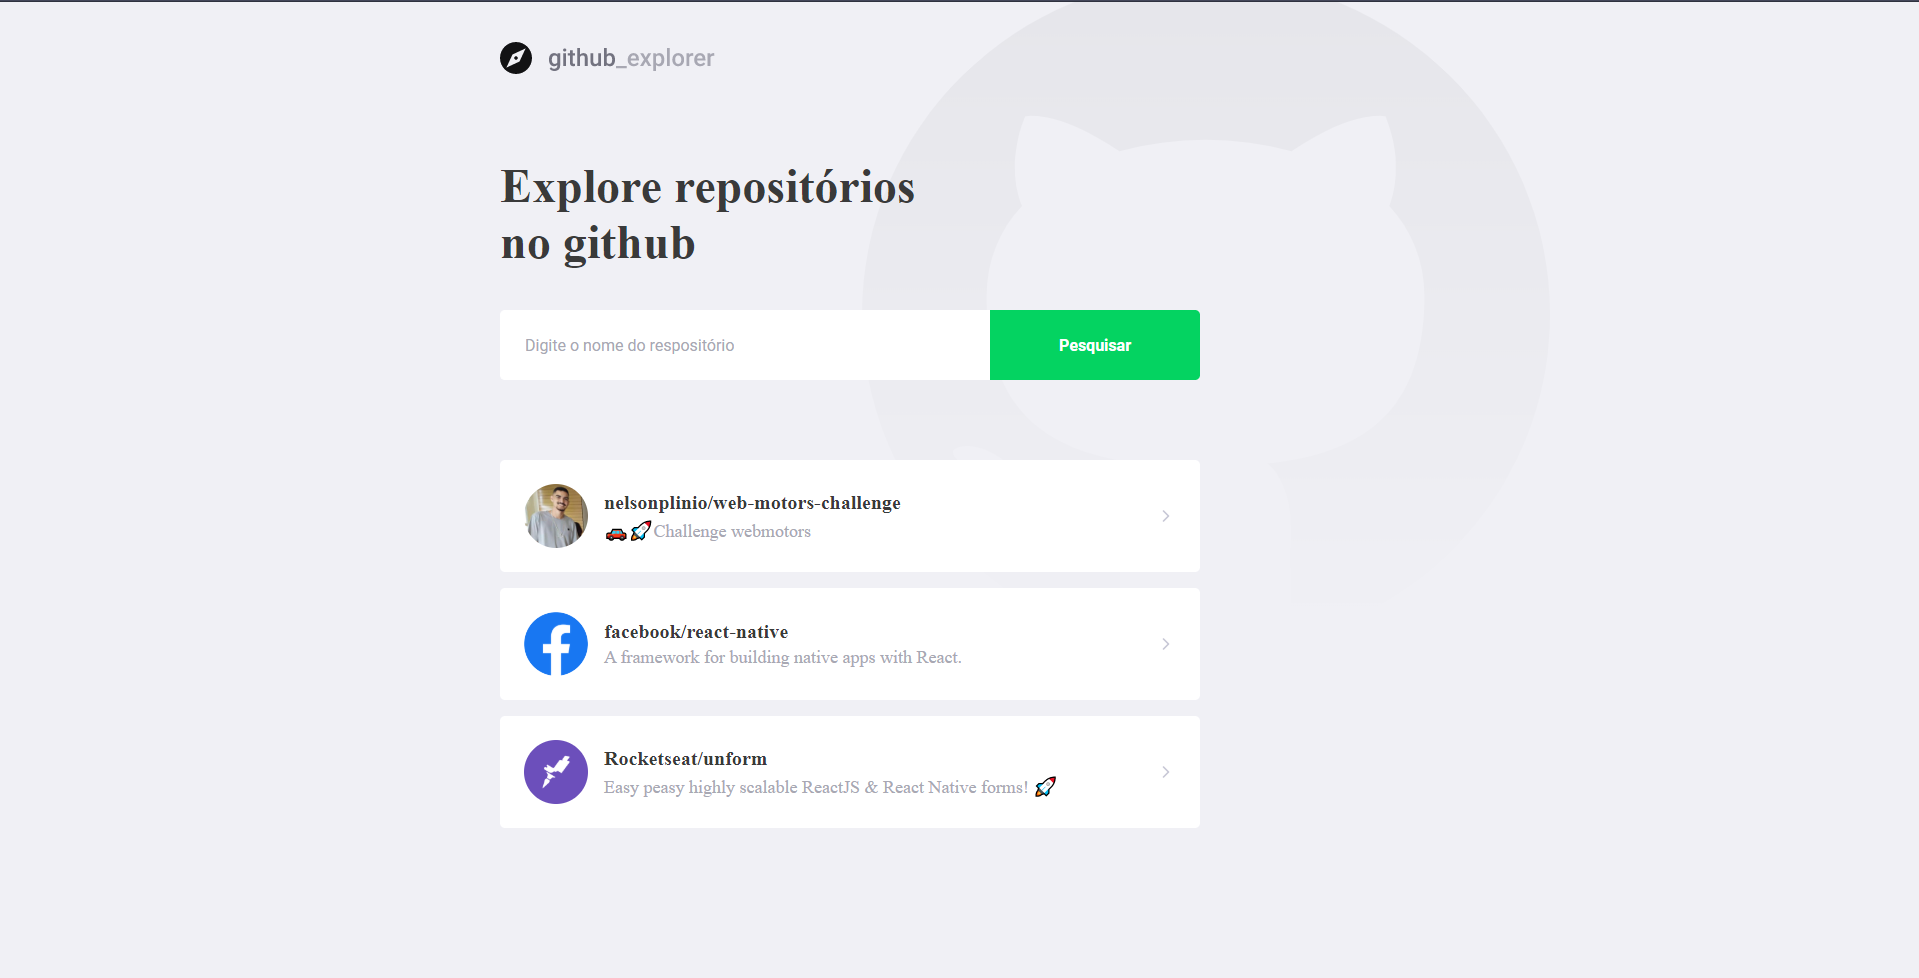 github_explorer
Explore repositórios
no github
Digite o nome do respositório
Pesquisar
nelsonplinio/web-motors-challenge
🚗🚀Challenge webmotors
facebook/react-native
A framework for building native apps with React.
Rocketseat/unform
Easy peasy highly scalable ReactJS & React Native forms! 🚀